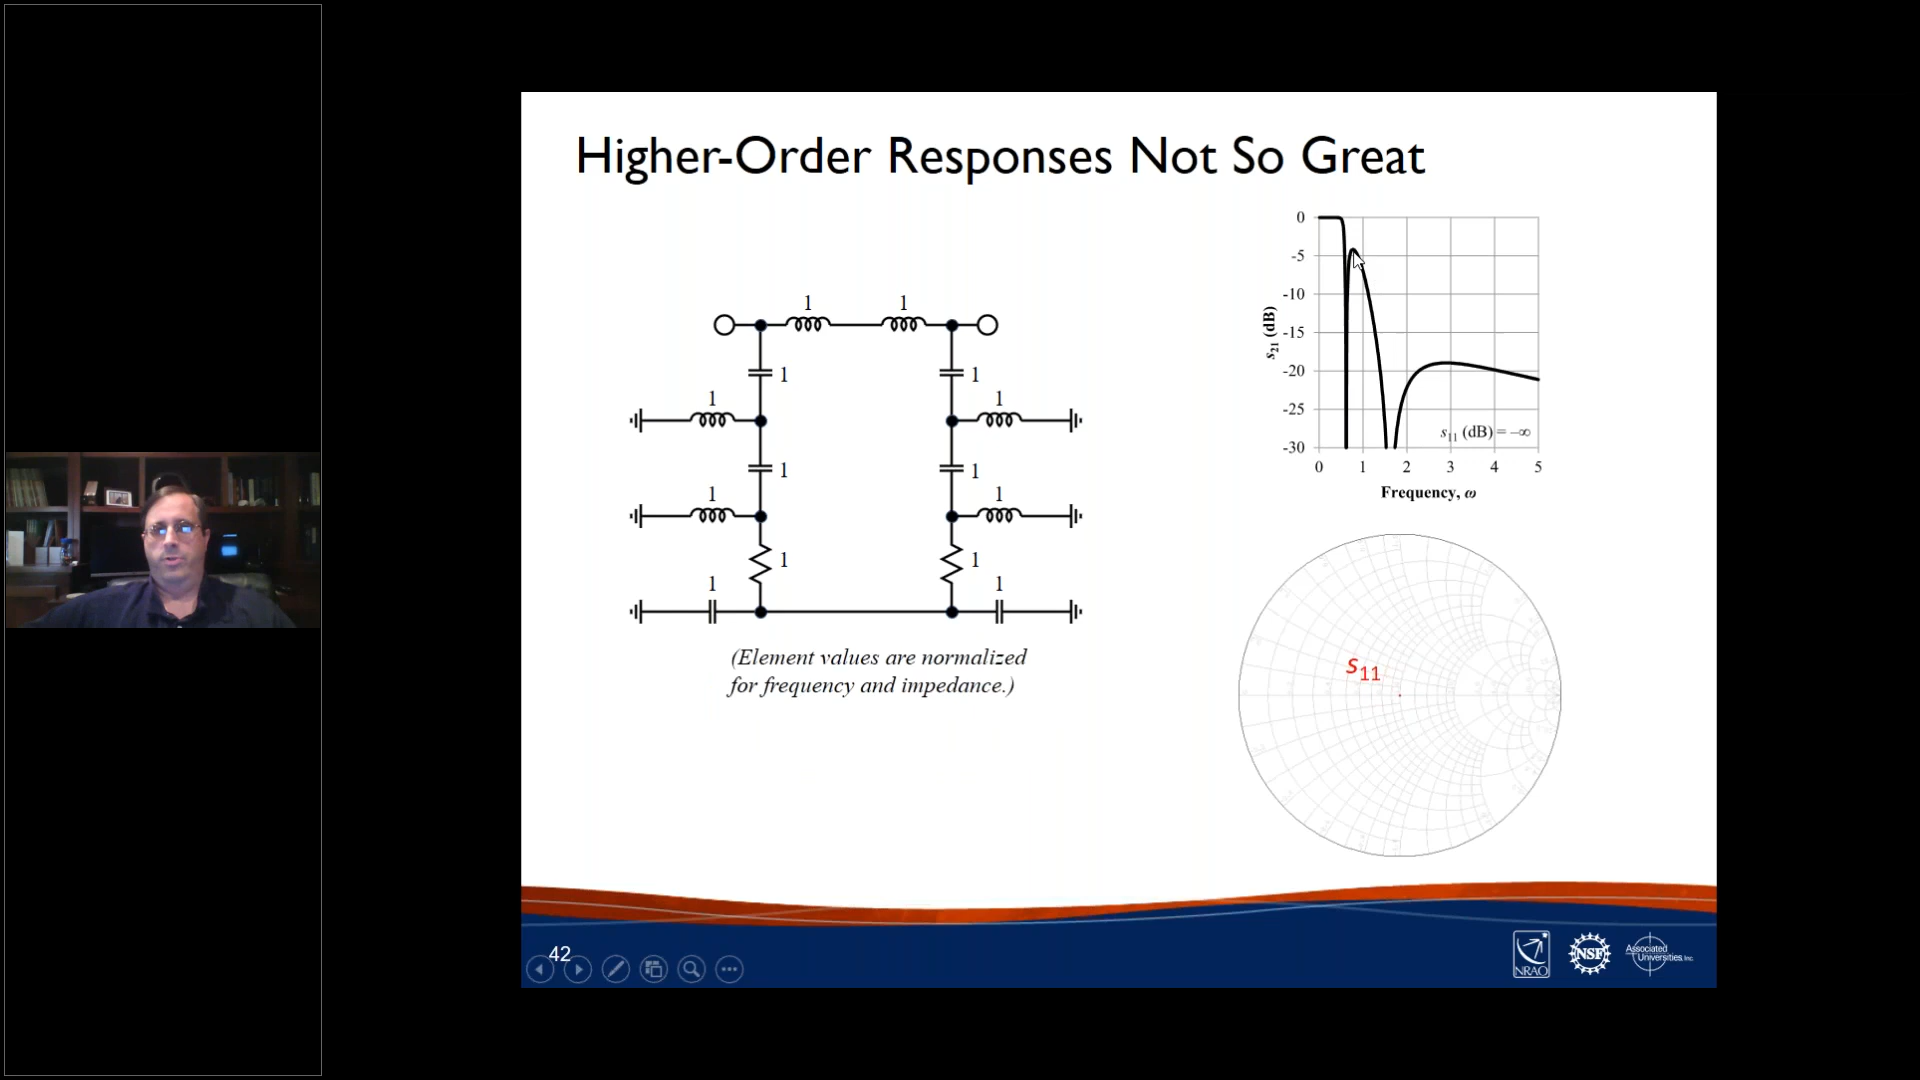 Higher-Order Responses Not So Great
1 1
1 1
1 1
1 1
1 1
1 1
1 1
(Element values are normalized
for frequency and impedance.)
0
-5
-10
-15
-20
-25
-30
s21 (dB)
s11 (dB) = -∞
0 1 2 3 4 5
Frequency, ω
S11
42
NRAO
NSF
Associated
Universities, Inc.